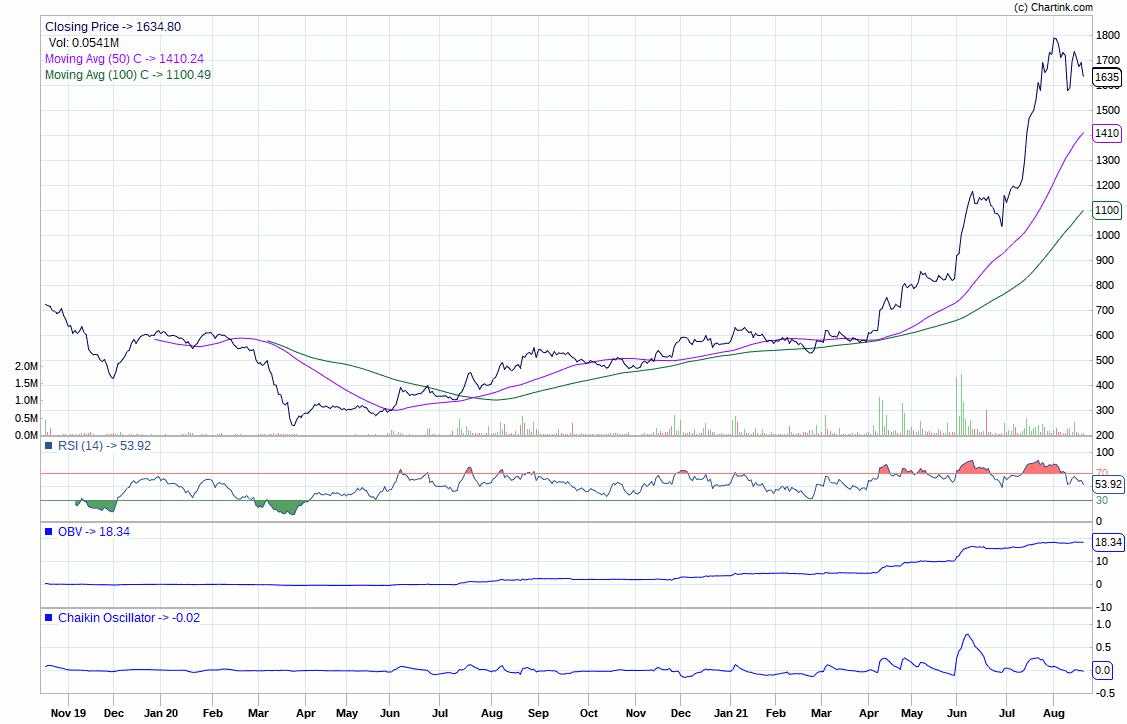 (c) Chartink.com
Closing Price -> 1634.80
Vol: 0.0541M
Moving Avg (50) C -> 1410.24
Moving Avg (100) C -> 1100.49
1800
1700
1635
1500
1410
1300
1200
1100
1000
900
800
700
600
500
400
300
200
2.0M
1.5M
1.0M
0.5M
0.0M
RSI (14) -> 53.92
100
70
53.92
30
0
OBV -> 18.34
18.34
10
0
-10
Chaikin Oscillator -> -0.02
1.0
0.5
0.0
-0.5
Nov 19 Dec Jan 20 Feb Mar Apr May Jun Jul Aug Sep Oct Nov Dec Jan 21 Feb Mar Apr May Jun Jul Aug